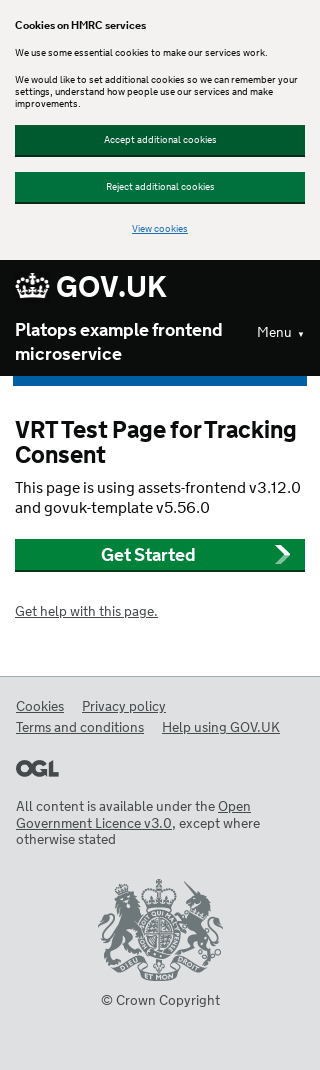 Cookies on HMRC services
We use some essential cookies to make our services work.
We would like to set additional cookies so we can remember your
settings, understand how people use our services and make
improvements.
Accept additional cookies
Reject additional cookies
View cookies
GOV.UK
Platops example frontend
microservice
Menu ▼
VRT Test Page for Tracking
Consent
This page is using assets-frontend v3.12.0
and govuk-template v5.56.0
Get Started
Get help with this page.
Cookies Privacy policy
Terms and conditions Help using GOV.UK
OGL
All content is available under the Open
Government Licence v3.0, except where
otherwise stated
DIEU ET MON DROIT
© Crown Copyright